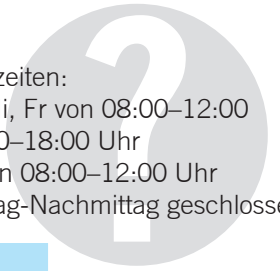 zeiten:
i, Fr von 08:00–12:00
0–18:00 Uhr
n 08:00–12:00 Uhr
ag-Nachmittag geschlosse